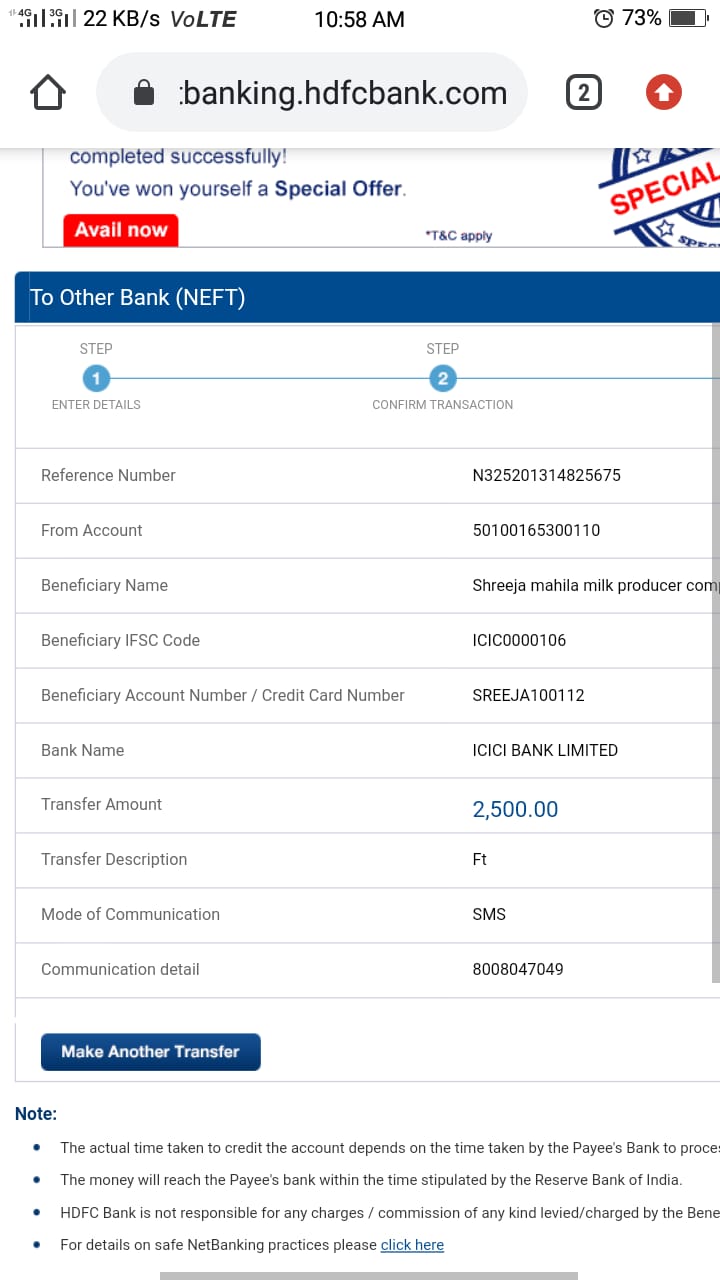 4G 3G 22 KB/s VoLTE 10:58 AM 73%
:banking.hdfcbank.com 2
completed successfully!
You've won yourself a Special Offer.
SPECIAL
Avail now
*T&C apply
To Other Bank (NEFT)
STEP STEP
1 2
ENTER DETAILS CONFIRM TRANSACTION
Reference Number N325201314825675
From Account 50100165300110
Beneficiary Name Shreeja mahila milk producer com
Beneficiary IFSC Code ICIC0000106
Beneficiary Account Number / Credit Card Number SREEJA100112
Bank Name ICICI BANK LIMITED
Transfer Amount 2,500.00
Transfer Description Ft
Mode of Communication SMS
Communication detail 8008047049
Make Another Transfer
Note:
The actual time taken to credit the account depends on the time taken by the Payee's Bank to proce
The money will reach the Payee's bank within the time stipulated by the Reserve Bank of India.
HDFC Bank is not responsible for any charges / commission of any kind levied/charged by the Bene
For details on safe NetBanking practices please click here